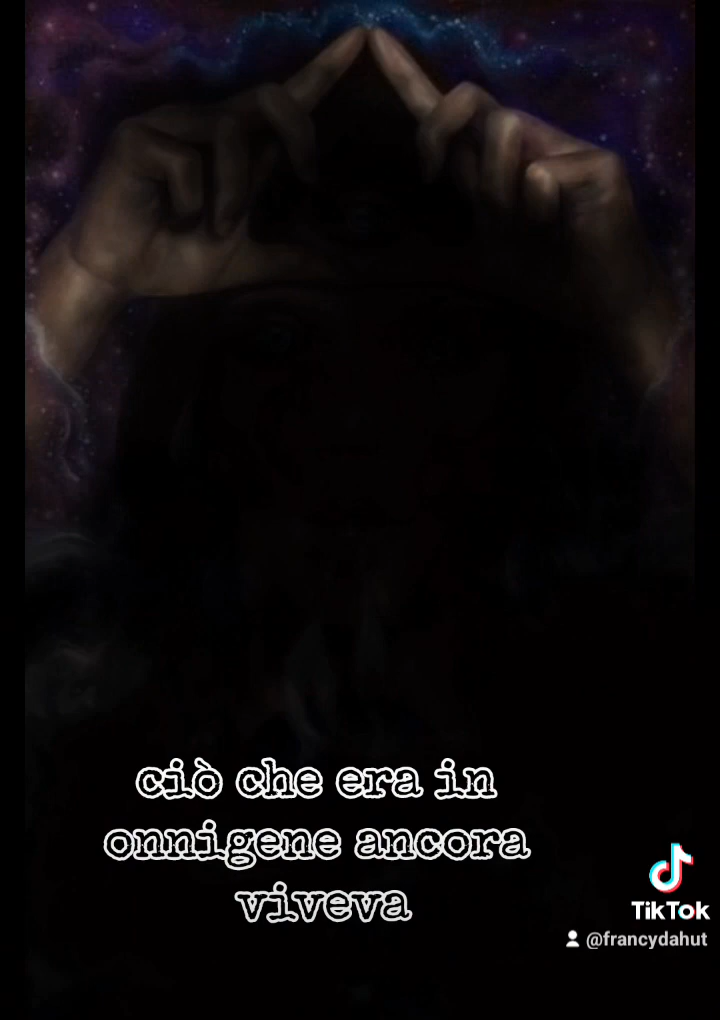 ciò che era in
onnigene ancora
viveva
TikTok
@francydahut